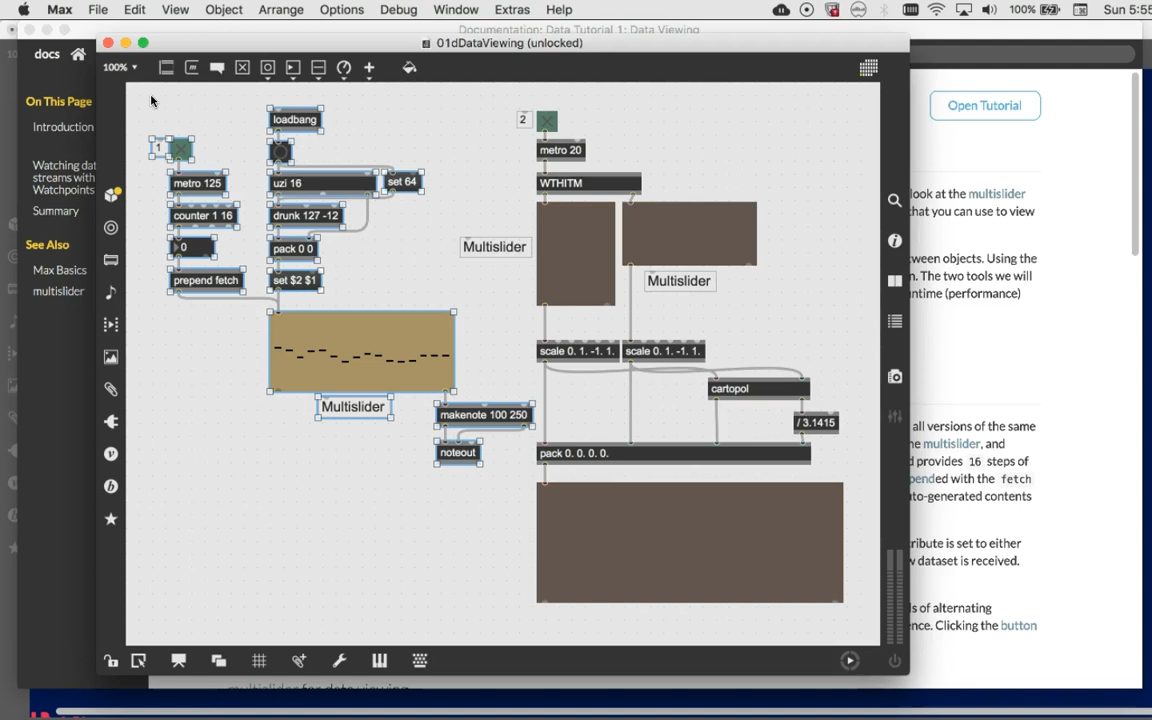 Max File Edit View Object Arrange Options Debug Window Extras Help 100% Sun 5:55
Documentation: Data Tutorial 1: Data Viewing
01dDataViewing (unlocked)
docs
100%
On This Page
Introduction
Watching dat
streams with
Watchpoints
Summary
See Also
Max Basics
multislider
1
metro 125
counter 1 16
0
prepend fetch
loadbang
uzi 16
set 64
drunk 127 -12
pack 0 0
set $2 $1
Multislider
makenote 100 250
noteout
2
metro 20
WTHITM
Multislider
Multislider
scale 0. 1. -1. 1.
scale 0. 1. -1. 1.
cartopol
/ 3.1415
pack 0. 0. 0. 0.
Open Tutorial
look at the multislider
that you can use to view
ween objects. Using the
n. The two tools we will
untime (performance)
all versions of the same
he multislider, and
d provides 16 steps of
pended with the fetch
uto-generated contents
ribute is set to either
w dataset is received.
ls of alternating
ence. Clicking the button
multislider for data viewing